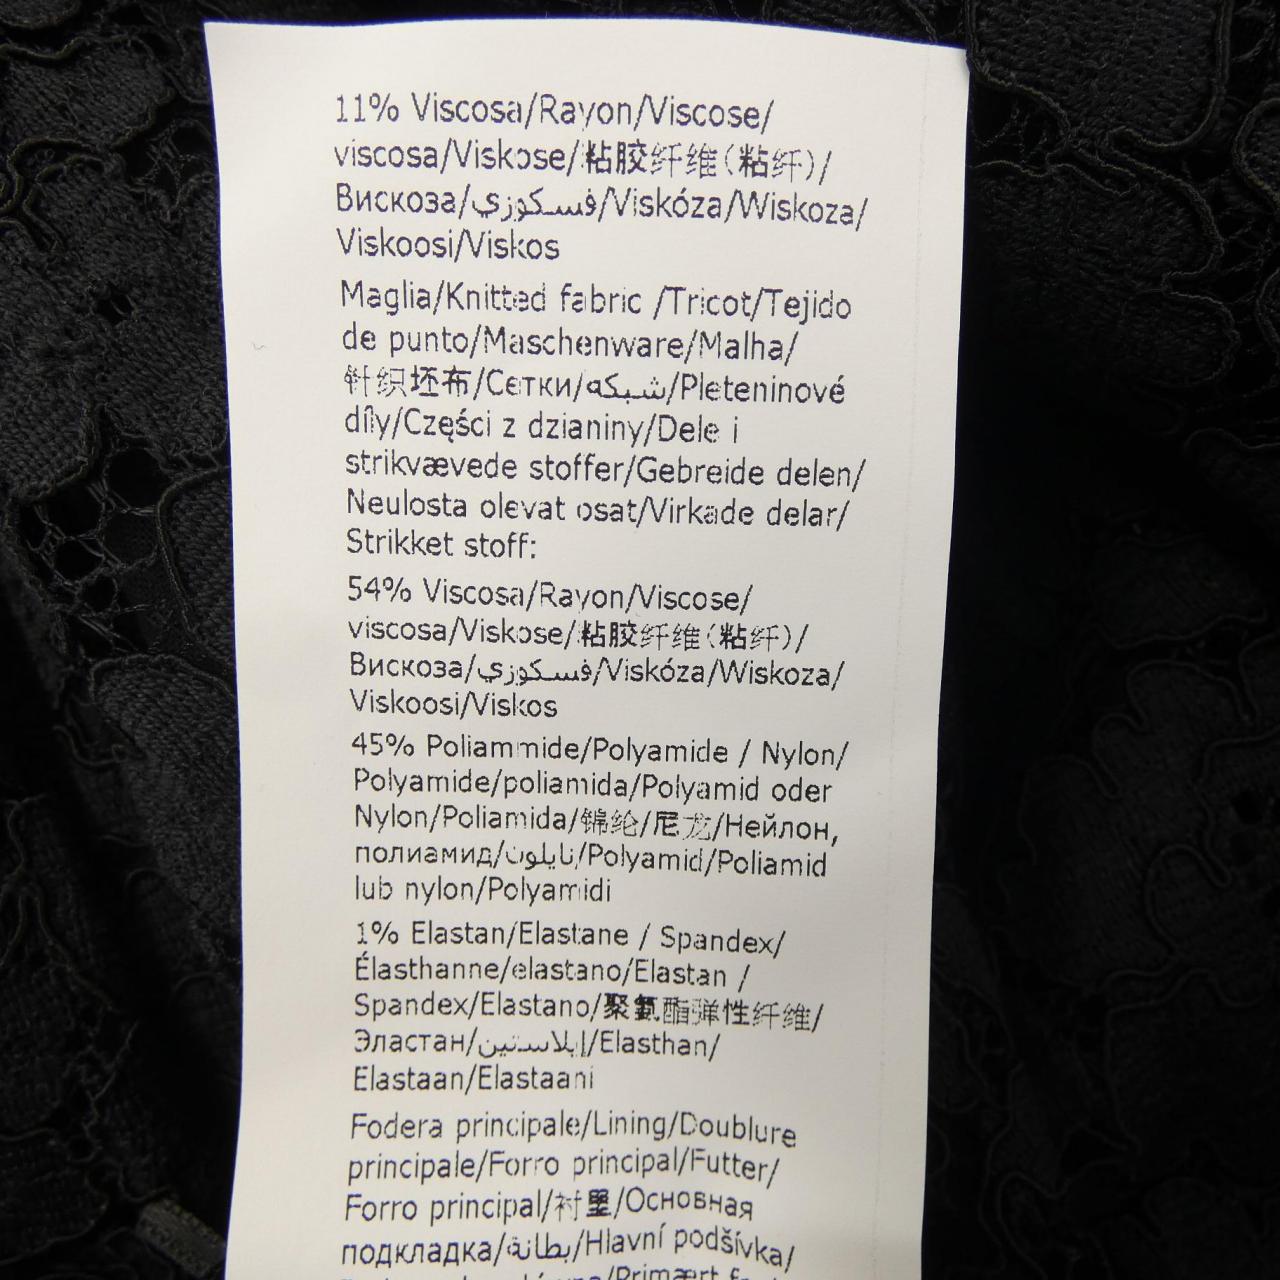 11% Viscosa/Rayon/Viscose/
viscosa/Viskose/粘胶纤维(粘纤)/
Вискоза/فسكوزي/Viskóza/Wiskoza/
Viskoosi/Viskos
Maglia/Knitted fabric /Tricot/Tejido
de punto/Maschenware/Malha/
针织坯布/Сетки/شبكه/Pleteninové
díly/Części z dzianiny/Dele i
strikvævede stoffer/Gebreide delen/
Neulosta olevat osat/Virkade delar/
Strikket stoff:
54% Viscosa/Rayon/Viscose/
viscosa/Viskose/粘胶纤维(粘纤)/
Вискоза/فسكوزي/Viskóza/Wiskoza/
Viskoosi/Viskos
45% Poliammide/Polyamide / Nylon/
Polyamide/poliamida/Polyamid oder
Nylon/Poliamida/锦纶/尼龙/Нейлон,
полиамид/نايلون/Polyamid/Poliamid
lub nylon/Polyamidi
1% Elastan/Elastane / Spandex/
Élasthanne/elastano/Elastan /
Spandex/Elastano/聚氨酯弹性纤维/
Эластан/إيلاستين/Elasthan/
Elastaan/Elastaani
Fodera principale/Lining/Doublure
principale/Forro principal/Futter/
Forro principal/衬里/Основная
подкладка/بطانة/Hlavní podšívka/